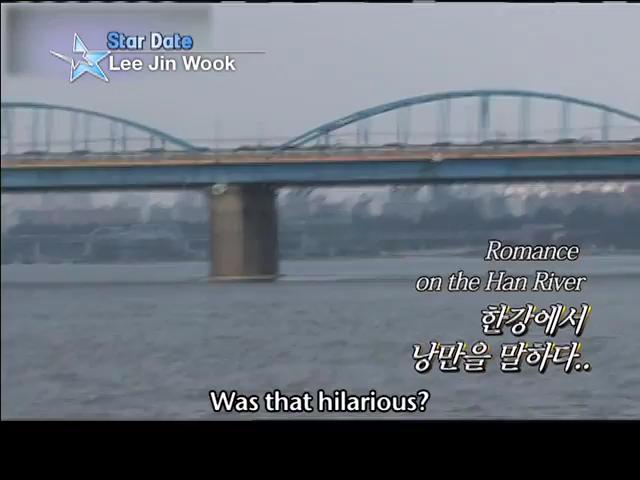 Star Date
Lee Jin Wook
Romance
on the Han River
한강에서
낭만을 말하다..
Was that hilarious?